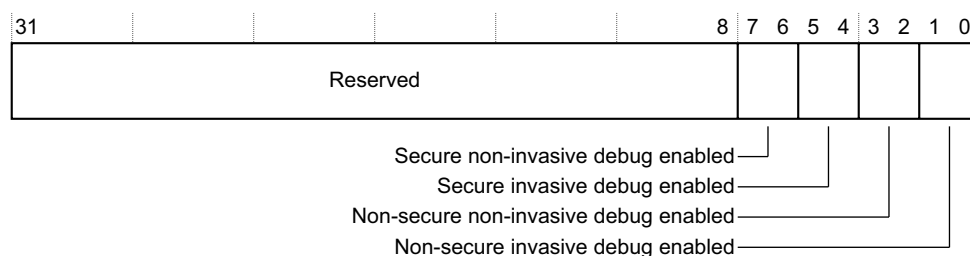 31 8 7 6 5 4 3 2 1 0
Reserved
Secure non-invasive debug enabled
Secure invasive debug enabled
Non-secure non-invasive debug enabled
Non-secure invasive debug enabled